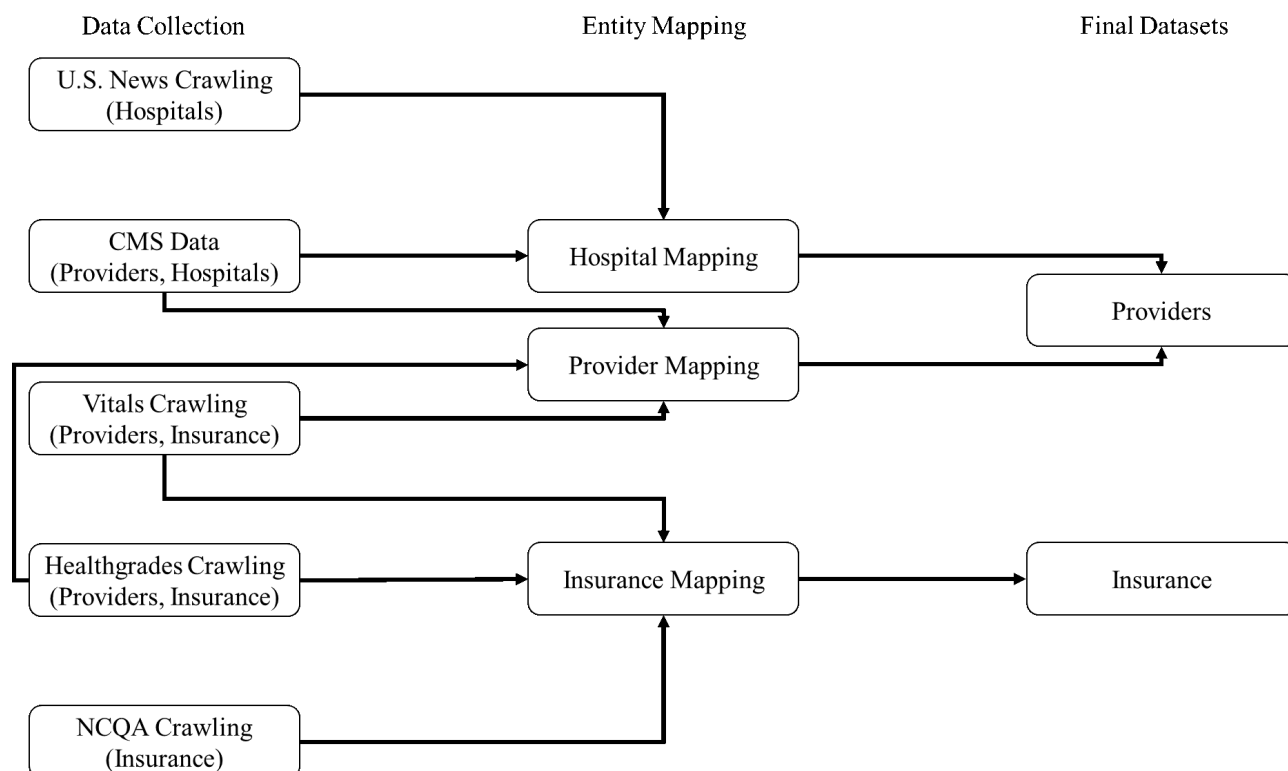 Data Collection
Entity Mapping
Final Datasets
U.S. News Crawling
(Hospitals)
CMS Data
(Providers, Hospitals)
Hospital Mapping
Providers
Provider Mapping
Vitals Crawling
(Providers, Insurance)
Healthgrades Crawling
(Providers, Insurance)
Insurance Mapping
Insurance
NCQA Crawling
(Insurance)